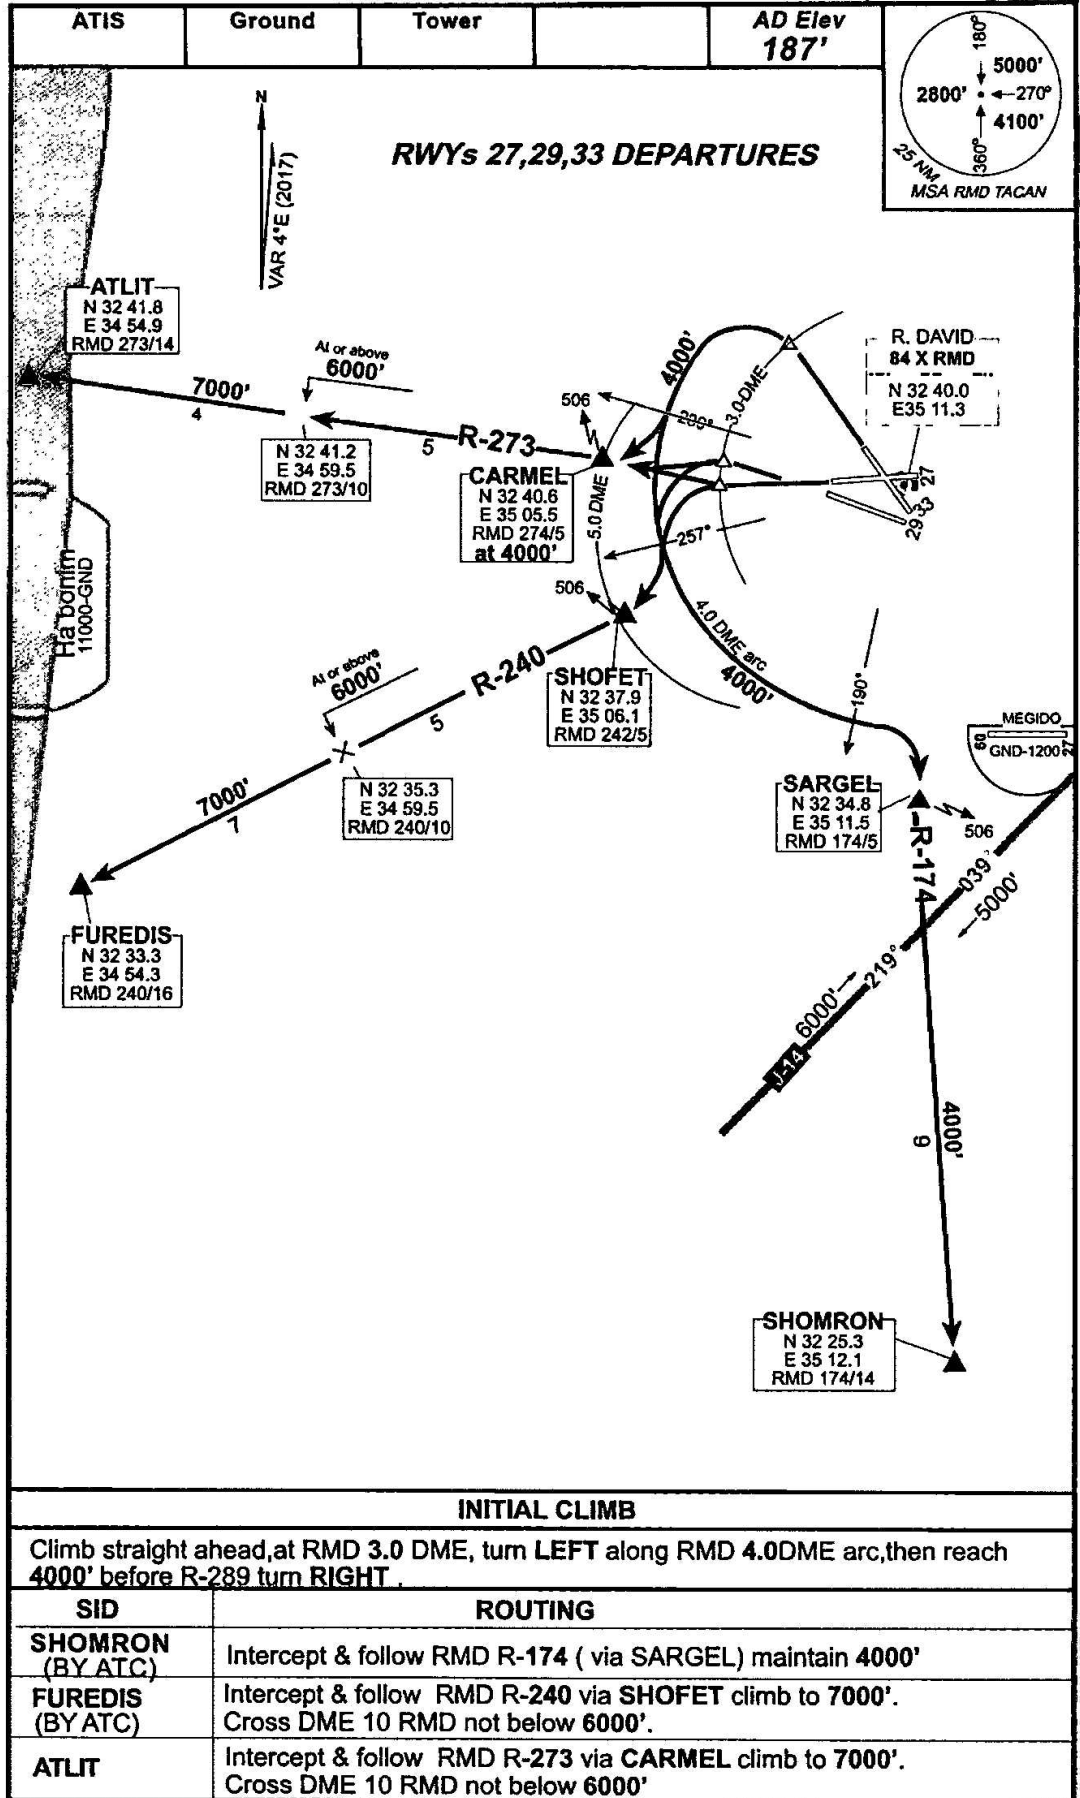 ATIS
Ground
Tower
AD Elev
187'
180°
5000'
2800'
270°
4100'
360°
25 NM
MSA RMD TACAN
N
VAR 4°E (2017)
RWYs 27,29,33 DEPARTURES
ATLIT
N 32 41.8
E 34 54.9
RMD 273/14
7000'
4
At or above
6000'
N 32 41.2
E 34 59.5
RMD 273/10
5
R-273
506
CARMEL
N 32 40.6
E 35 05.5
RMD 274/5
at 4000'
5.0 DME
4000'
3.0 DME
R. DAVID
84 X RMD
N 32 40.0
E35 11.3
27
33
29
257°
506
SHOFET
N 32 37.9
E 35 06.1
RMD 242/5
Ha'bonim
11000-GND
R-240
5
At or above
6000'
N 32 35.3
E 34 59.5
RMD 240/10
7000'
7
FUREDIS
N 32 33.3
E 34 54.3
RMD 240/16
4.0 DME arc
4000'
190°
MEGIDO
GND-1200
27
SARGEL
N 32 34.8
E 35 11.5
RMD 174/5
506
R-174
039°
5000'
219°
6000'
J-14
4000'
9
SHOMRON
N 32 25.3
E 35 12.1
RMD 174/14
INITIAL CLIMB
Climb straight ahead,at RMD 3.0 DME, turn LEFT along RMD 4.0DME arc,then reach
4000' before R-289 turn RIGHT .
SID
ROUTING
SHOMRON
(BY ATC)
Intercept & follow RMD R-174 ( via SARGEL) maintain 4000'
FUREDIS
(BY ATC)
Intercept & follow RMD R-240 via SHOFET climb to 7000'.
Cross DME 10 RMD not below 6000'.
ATLIT
Intercept & follow RMD R-273 via CARMEL climb to 7000'.
Cross DME 10 RMD not below 6000'